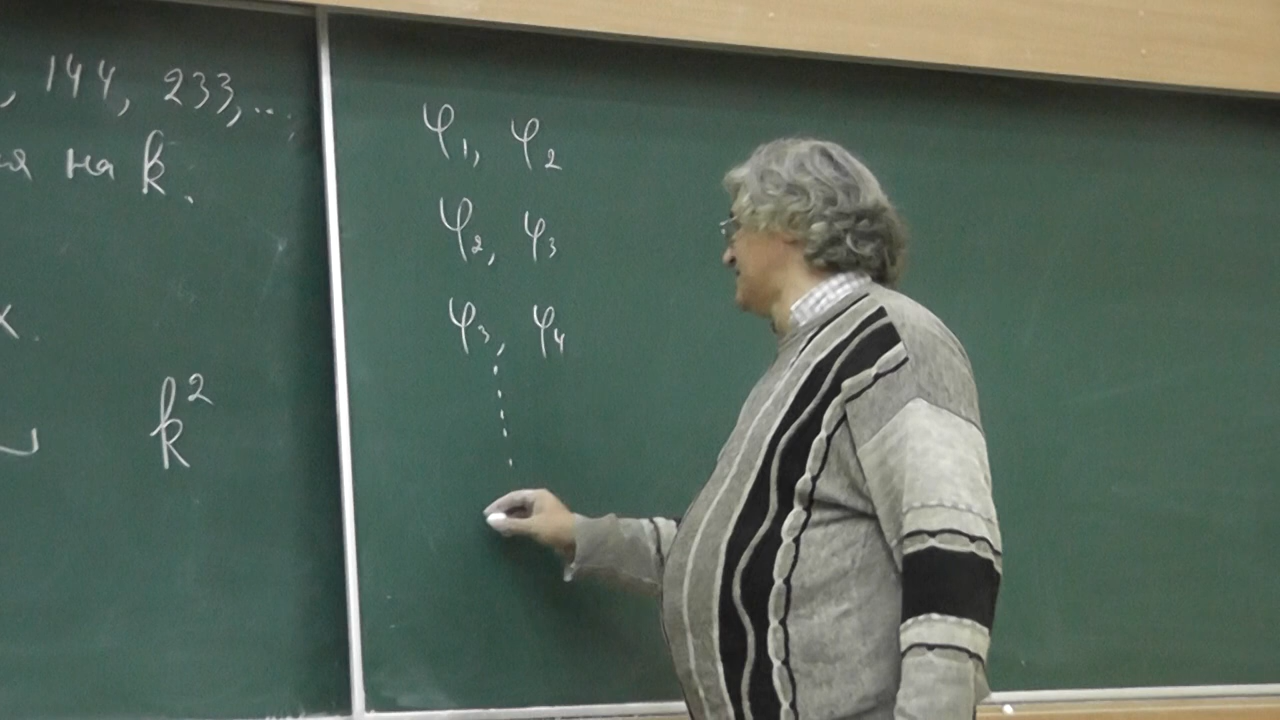 , 144, 233, ...
на k.
k²
φ₁, φ₂
φ₂, φ₃
φ₃, φ₄